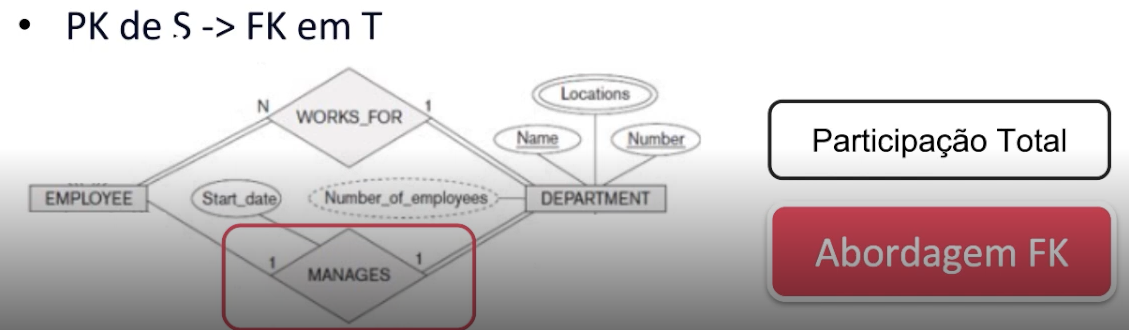 • PK de S -> FK em T
Locations
N
WORKS_FOR
1
Name
Number
Participação Total
EMPLOYEE
Start_date
Number_of_employees
DEPARTMENT
1
MANAGES
1
Abordagem FK